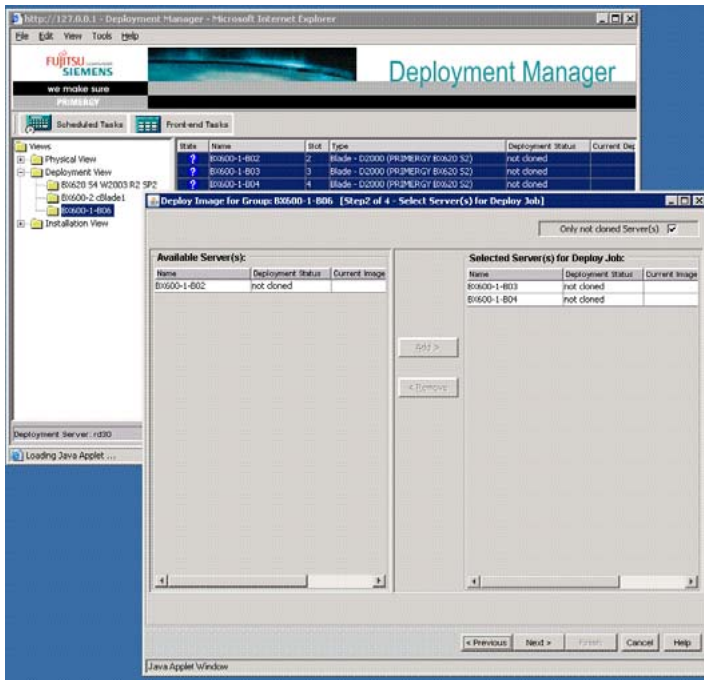 http://127.0.0.1 - Deployment Manager - Microsoft Internet Explorer
File Edit View Tools Help
FUJITSU COMPUTERS
SIEMENS
we make sure
PRIMERGY
Deployment Manager
Scheduled Tasks Front-end Tasks
Views
Physical View
Deployment View
BX620 S4 W2003 R2 SP2
BX600-2 cBlade1
BX600-1-B06
Installation View
State Name Slot Type Deployment Status Current Dep
? BX600-1-B02 2 Blade - D2000 (PRIMERGY BX620 S2) not cloned
? BX600-1-B03 3 Blade - D2000 (PRIMERGY BX620 S2) not cloned
? BX600-1-B04 4 Blade - D2000 (PRIMERGY BX620 S2) not cloned
Deploy Image for Group: BX600-1-B06 [Step2 of 4 - Select Server(s) for Deploy Job]
Only not cloned Server(s)
Available Server(s):
Name Deployment Status Current Image
BX600-1-B02 not cloned
Add >
< Remove
Selected Server(s) for Deploy Job:
Name Deployment Status Current Image
BX600-1-B03 not cloned
BX600-1-B04 not cloned
Deployment Server: rd30
Loading Java Applet ...
< Previous Next > Finish Cancel Help
Java Applet Window